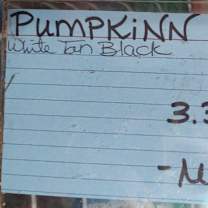 PUMPKiNN
White Tan Black
3.3
- M